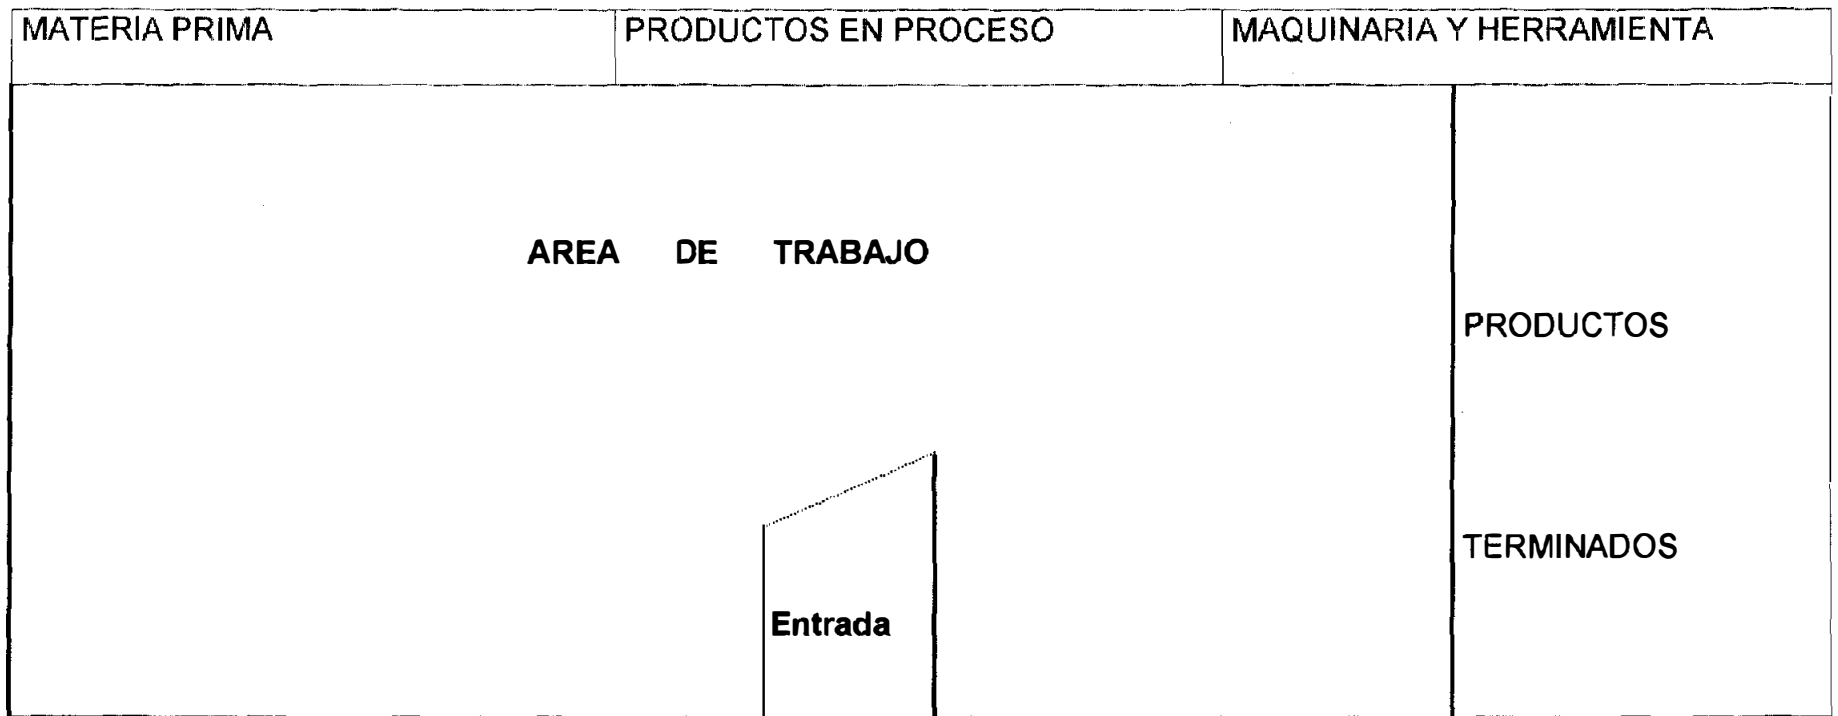 MATERIA PRIMA
PRODUCTOS EN PROCESO
MAQUINARIA Y HERRAMIENTA
AREA DE TRABAJO
PRODUCTOS
TERMINADOS
Entrada